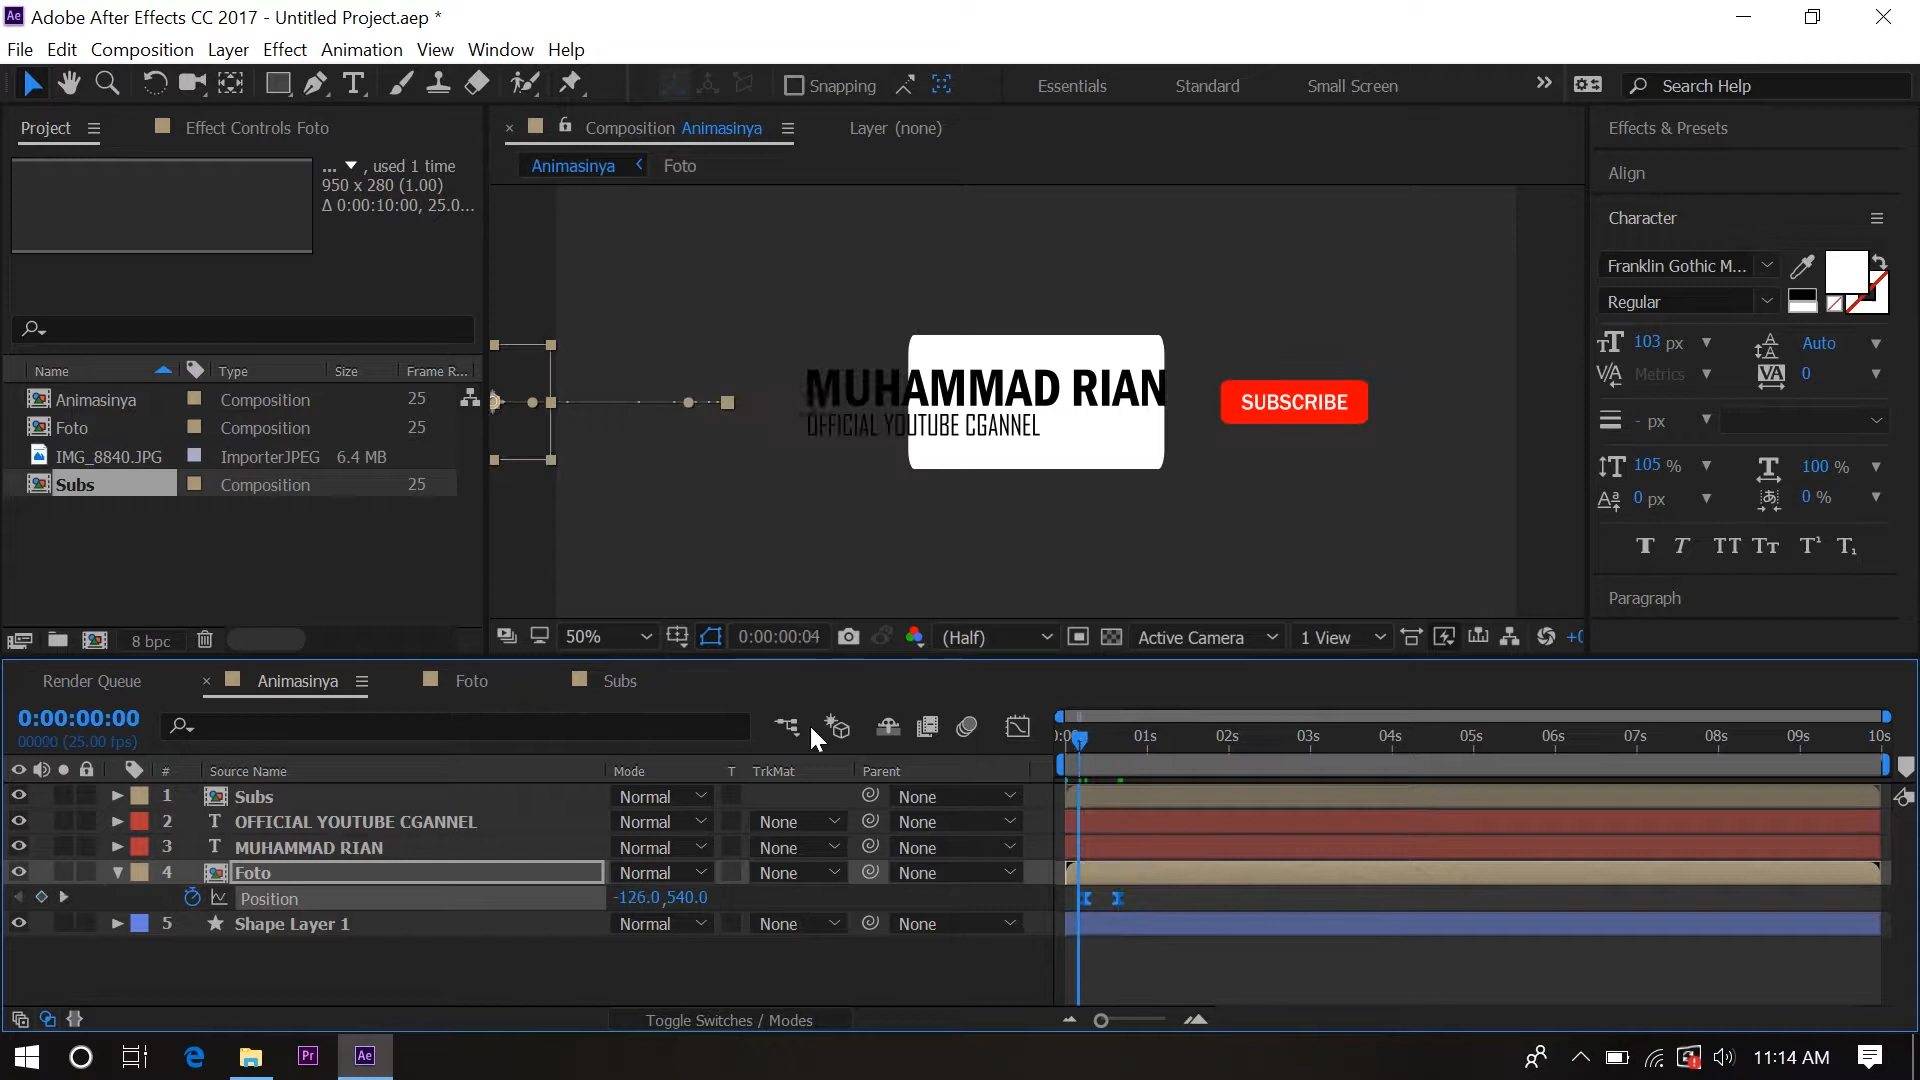 Adobe After Effects CC 2017 - Untitled Project.aep *
File Edit Composition Layer Effect Animation View Window Help
Snapping Essentials Standard Small Screen Search Help
Project Effect Controls Foto
Composition Animasinya Layer (none)
Animasinya Foto
... , used 1 time
950 x 280 (1.00)
Δ 0:00:10:00, 25.0...
Name Type Size Frame R...
Animasinya Composition 25
Foto Composition 25
IMG_8840.JPG ImporterJPEG 6.4 MB
Subs Composition 25
8 bpc
MUHAMMAD RIAN
OFFICIAL YOUTUBE CGANNEL
SUBSCRIBE
50% 0:00:00:04 (Half) Active Camera 1 View +0
Effects & Presets
Align
Character
Franklin Gothic M...
Regular
103 px Auto
Metrics 0
- px
105 % 100 %
0 px 0 %
Paragraph
Render Queue Animasinya Foto Subs
0:00:00:00
00000 (25.00 fps)
01s 02s 03s 04s 05s 06s 07s 08s 09s 10s
# Source Name Mode T TrkMat Parent
1 Subs Normal None
2 T OFFICIAL YOUTUBE CGANNEL Normal None None
3 T MUHAMMAD RIAN Normal None None
4 Foto Normal None None
Position -126.0,540.0
5 Shape Layer 1 Normal None None
Toggle Switches / Modes
Pr Ae 11:14 AM